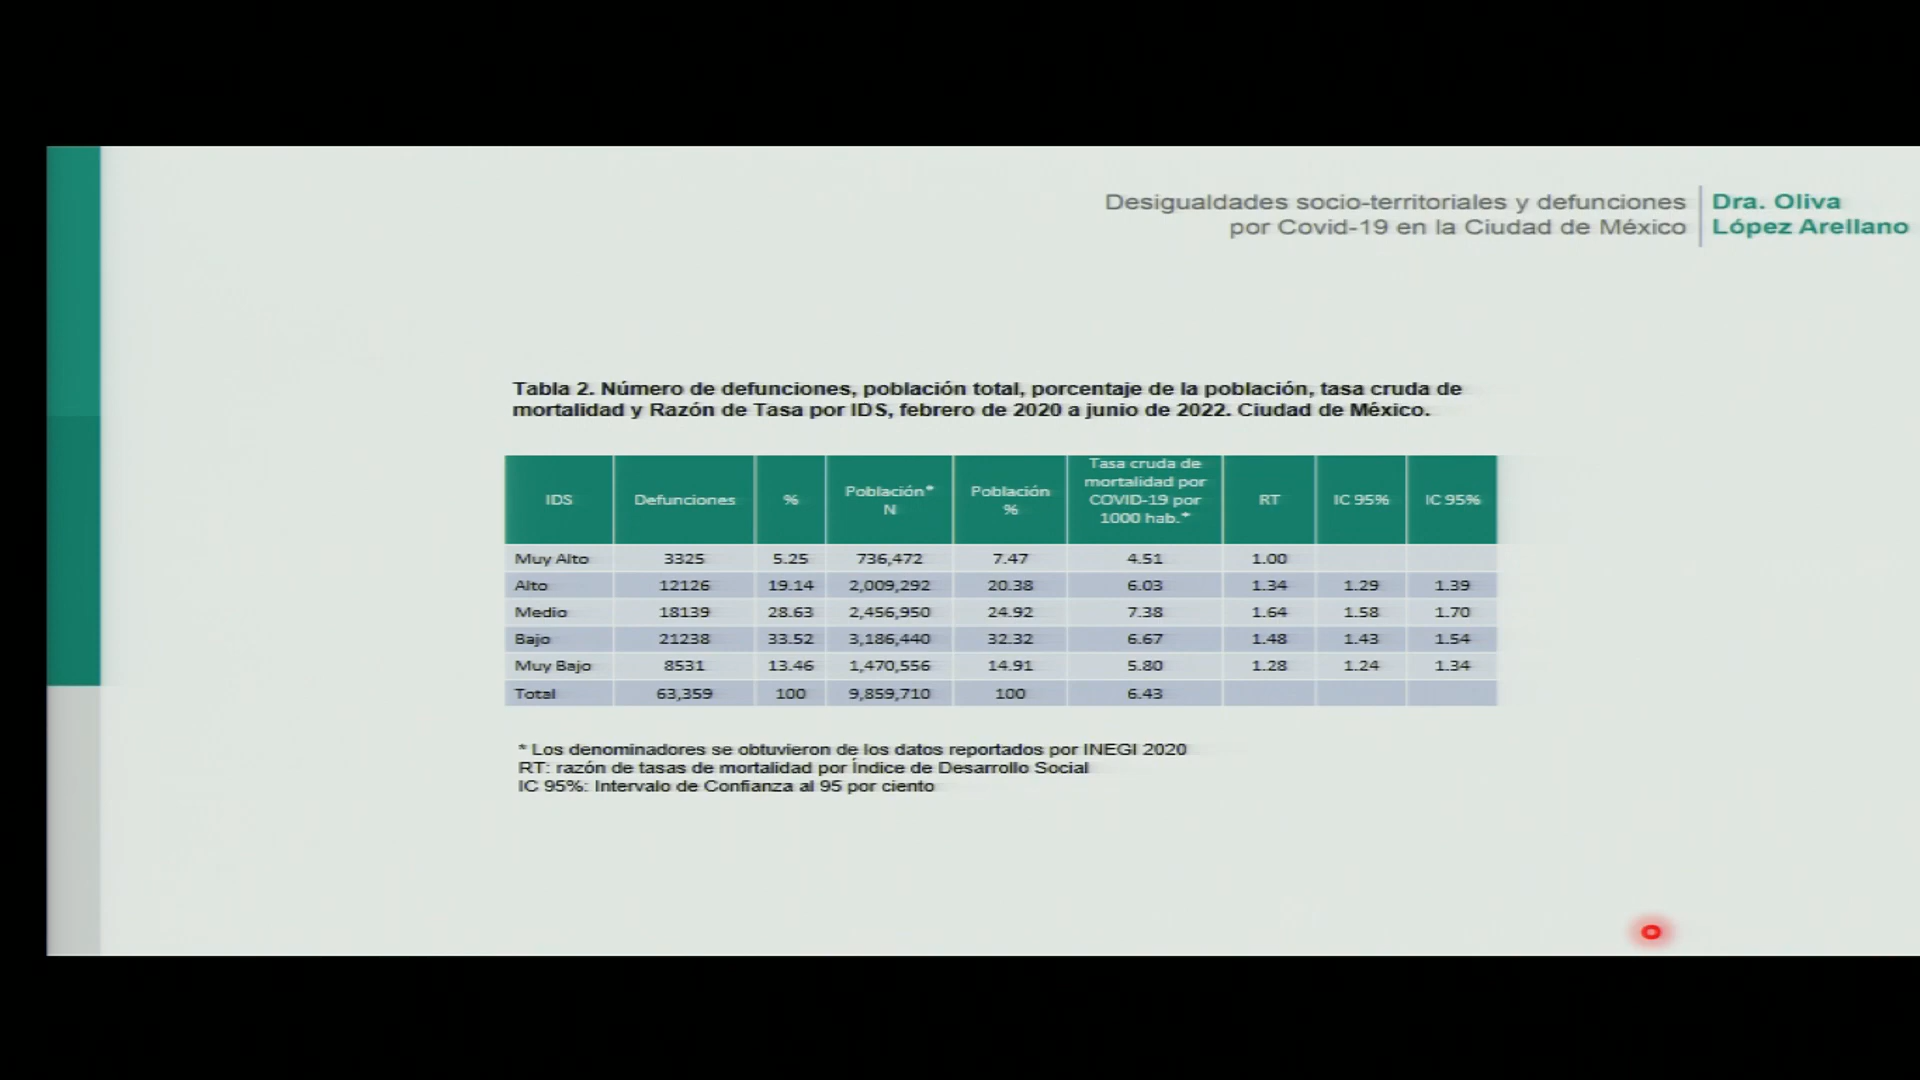 Desigualdades socio-territoriales y defunciones
por Covid-19 en la Ciudad de México
Dra. Oliva
López Arellano
Tabla 2. Número de defunciones, población total, porcentaje de la población, tasa cruda de
mortalidad y Razón de Tasa por IDS, febrero de 2020 a junio de 2022. Ciudad de México.
IDS Defunciones % Población* N Población % Tasa cruda de mortalidad por COVID-19 por 1000 hab.* RT IC 95% IC 95%
Muy Alto 3325 5.25 736,472 7.47 4.51 1.00
Alto 12126 19.14 2,009,292 20.38 6.03 1.34 1.29 1.39
Medio 18139 28.63 2,456,950 24.92 7.38 1.64 1.58 1.70
Bajo 21238 33.52 3,186,440 32.32 6.67 1.48 1.43 1.54
Muy Bajo 8531 13.46 1,470,556 14.91 5.80 1.28 1.24 1.34
Total 63,359 100 9,859,710 100 6.43
* Los denominadores se obtuvieron de los datos reportados por INEGI 2020
RT: razón de tasas de mortalidad por Índice de Desarrollo Social
IC 95%: Intervalo de Confianza al 95 por ciento